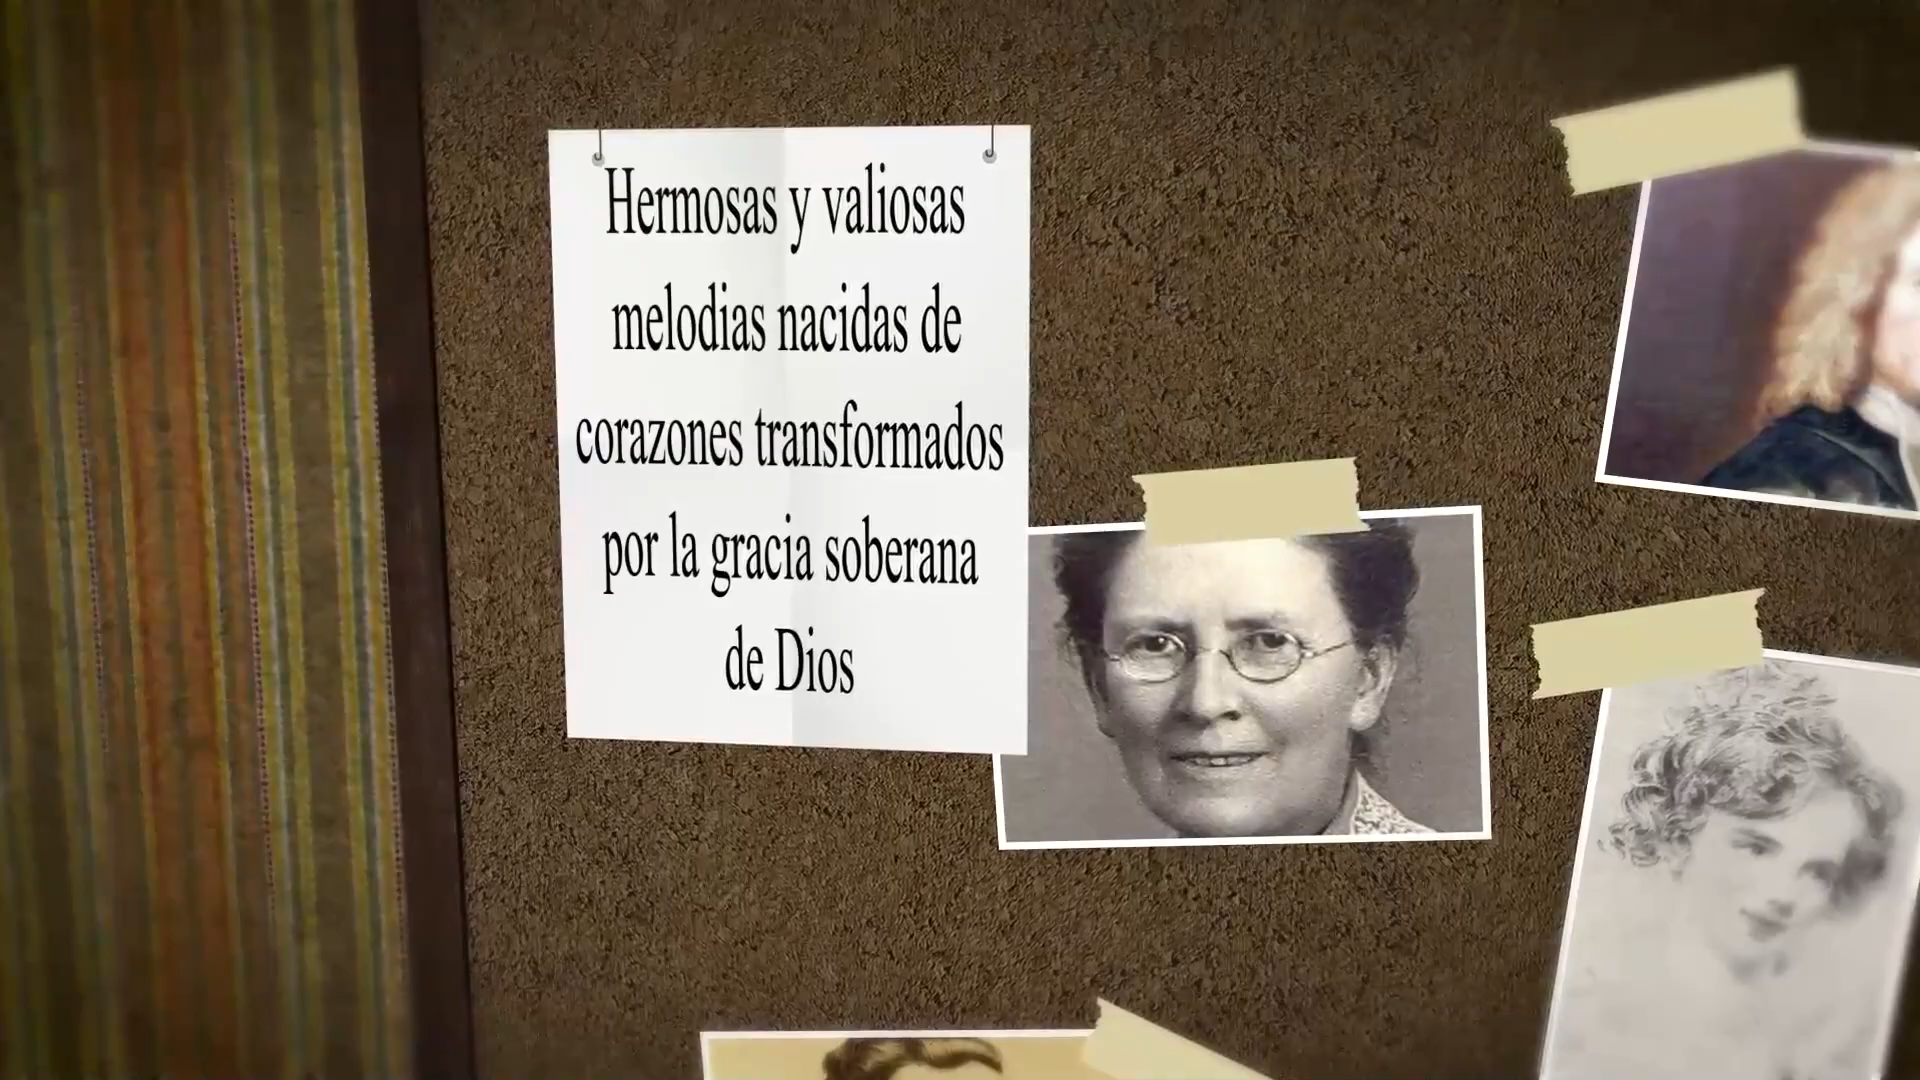 Hermosas y valiosas
melodias nacidas de
corazones transformados
por la gracia soberana
de Dios